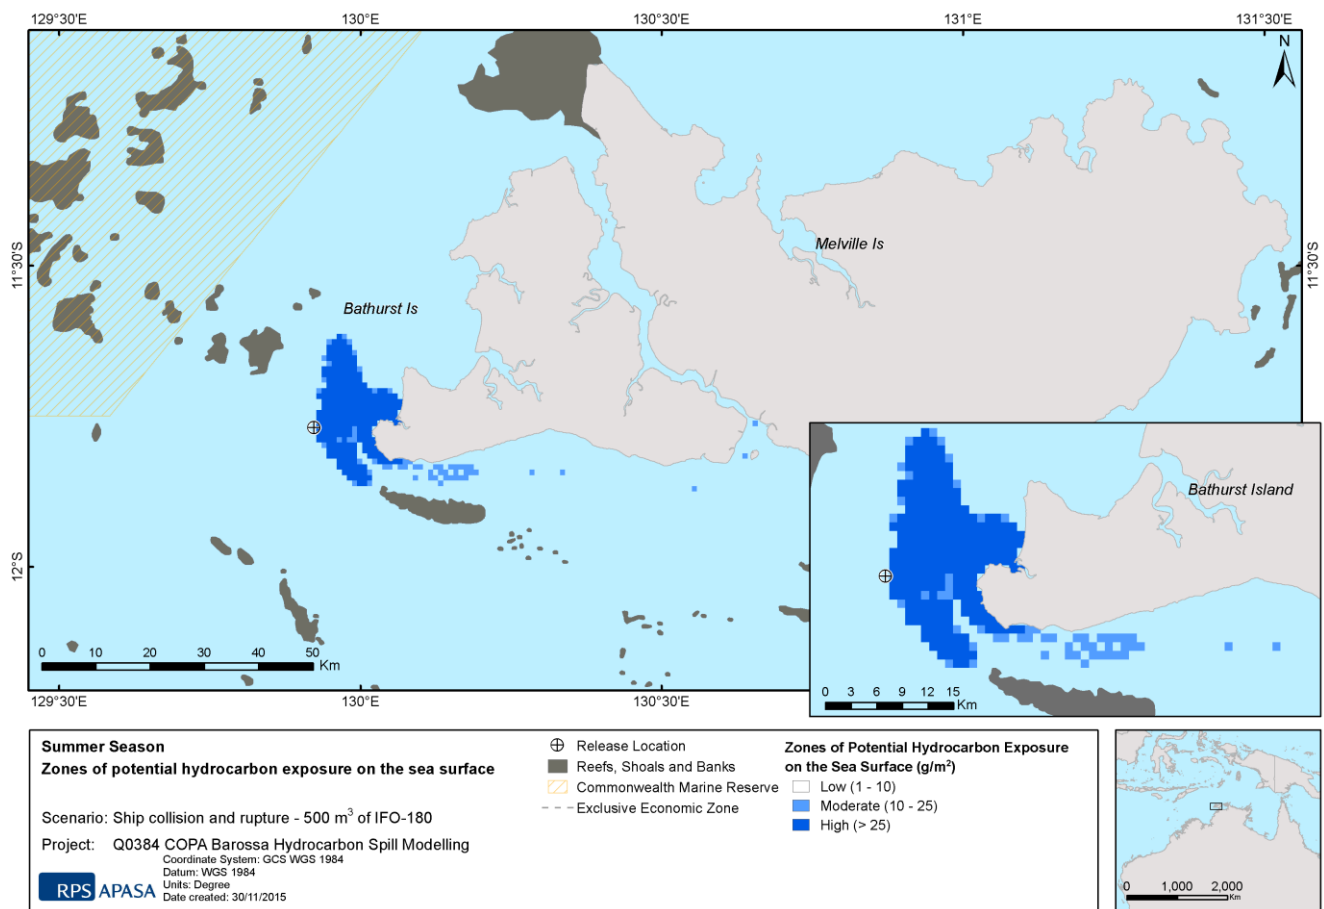 129°30'E 130°E 130°30'E 131°E 131°30'E
N
11°30'S
11°30'S
Melville Is
Bathurst Is
12°S
Bathurst Island
0 10 20 30 40 50 Km
0 3 6 9 12 15 Km
129°30'E 130°E 130°30'E
Summer Season
Zones of potential hydrocarbon exposure on the sea surface
Scenario: Ship collision and rupture - 500 m³ of IFO-180
Project: Q0384 COPA Barossa Hydrocarbon Spill Modelling
Coordinate System: GCS WGS 1984
Datum: WGS 1984
Units: Degree
Date created: 30/11/2015
RPS APASA
Release Location
Reefs, Shoals and Banks
Commonwealth Marine Reserve
Exclusive Economic Zone
Zones of Potential Hydrocarbon Exposure
on the Sea Surface (g/m²)
Low (1 - 10)
Moderate (10 - 25)
High (> 25)
0 1,000 2,000
Km